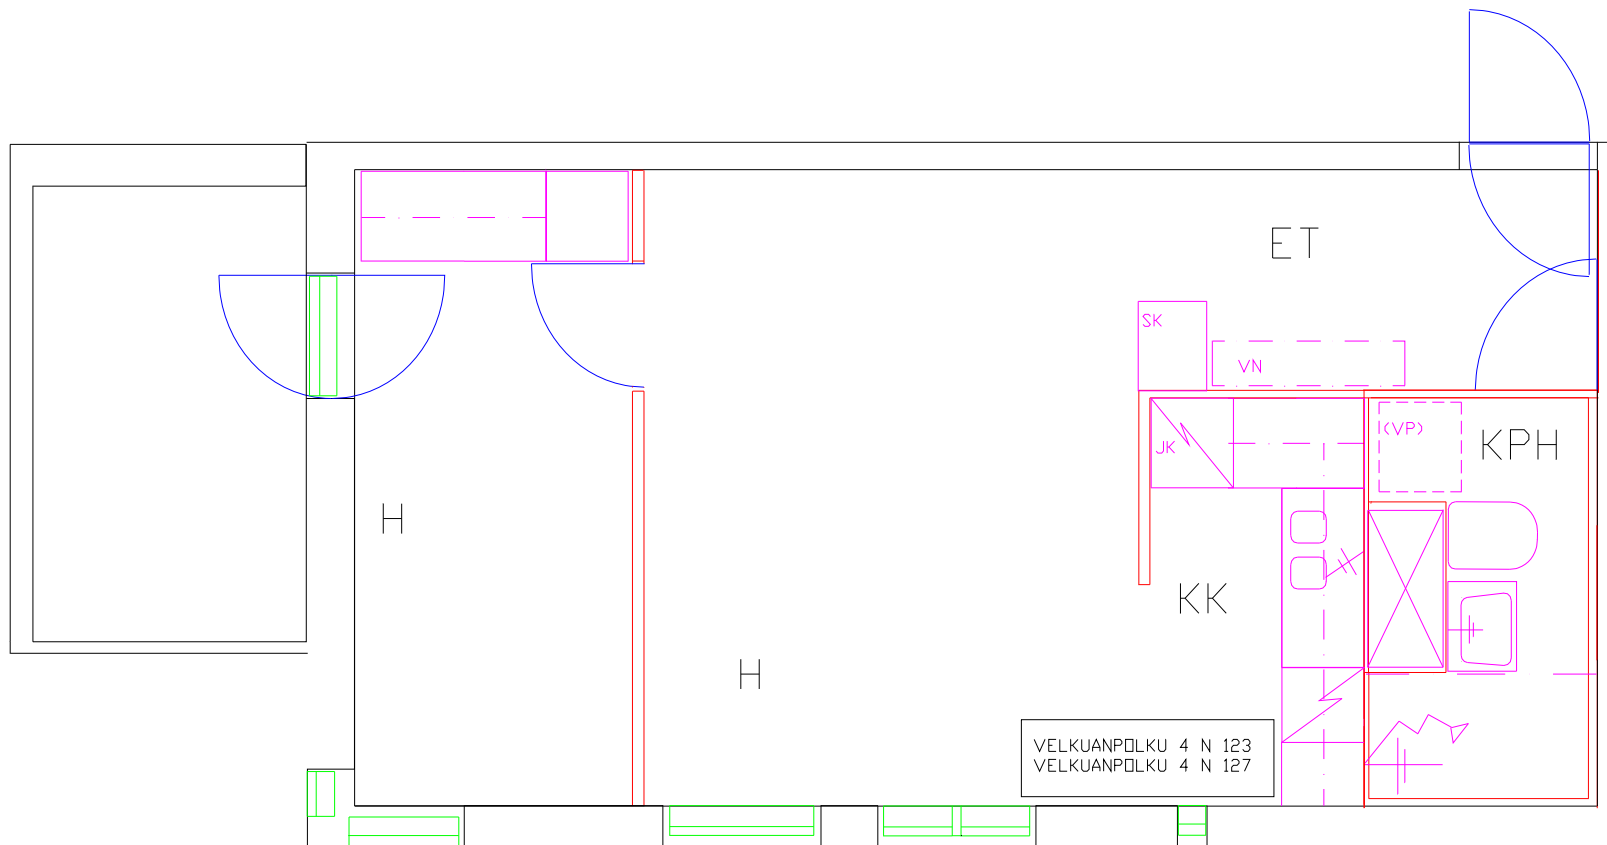 ET
SK
VN
(VP)
KPH
JK
H
KK
H
VELKUANPOLKU 4 N 123
VELKUANPOLKU 4 N 127